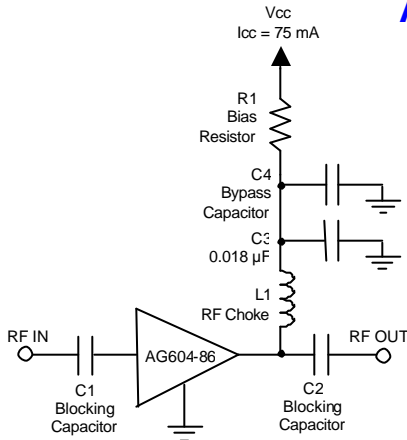 Vcc
Icc = 75 mA
R1
Bias
Resistor
C4
Bypass
Capacitor
C3
0.018 µF
L1
RF Choke
RF IN
AG604-86
RF OUT
C1
Blocking
Capacitor
C2
Blocking
Capacitor